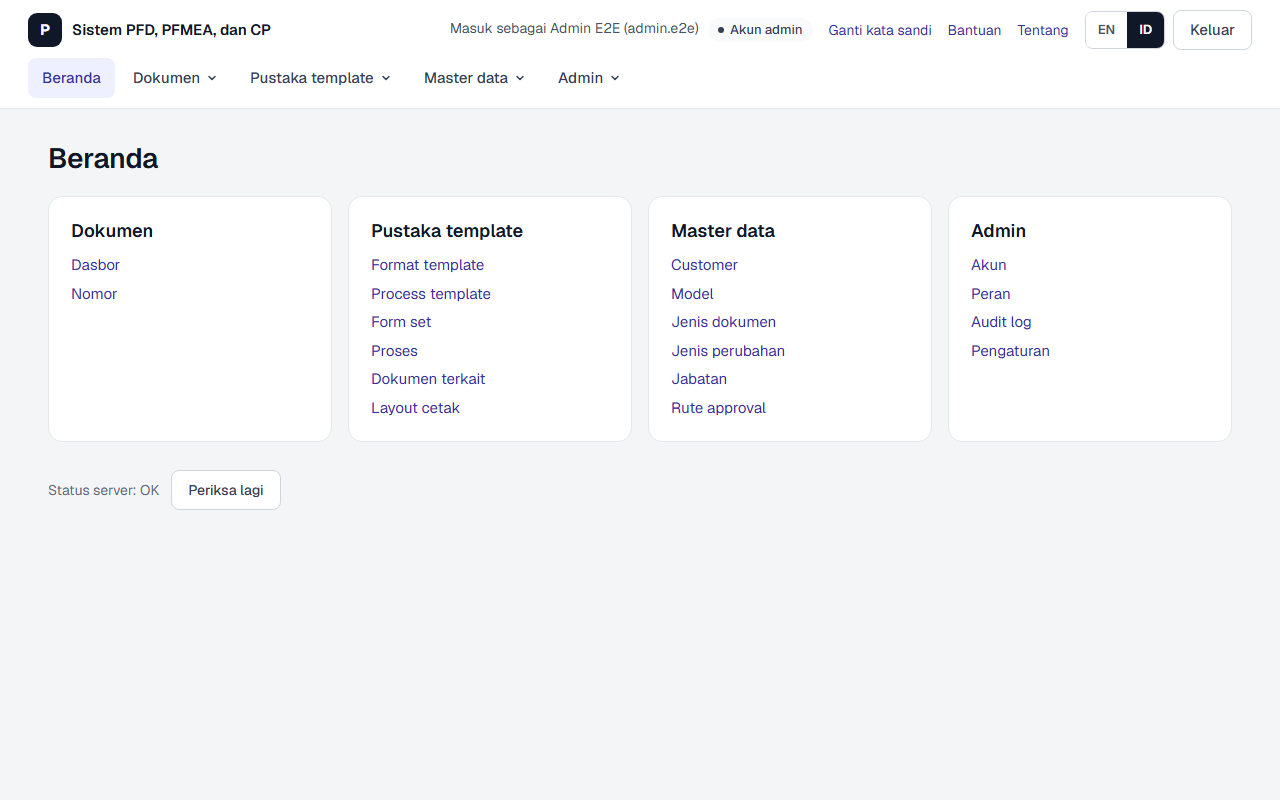 P Sistem PFD, PFMEA, dan CP Masuk sebagai Admin E2E (admin.e2e) Akun admin Ganti kata sandi Bantuan Tentang EN ID Keluar
Beranda Dokumen Pustaka template Master data Admin
Beranda
Dokumen
Dasbor
Nomor
Pustaka template
Format template
Process template
Form set
Proses
Dokumen terkait
Layout cetak
Master data
Customer
Model
Jenis dokumen
Jenis perubahan
Jabatan
Rute approval
Admin
Akun
Peran
Audit log
Pengaturan
Status server: OK Periksa lagi